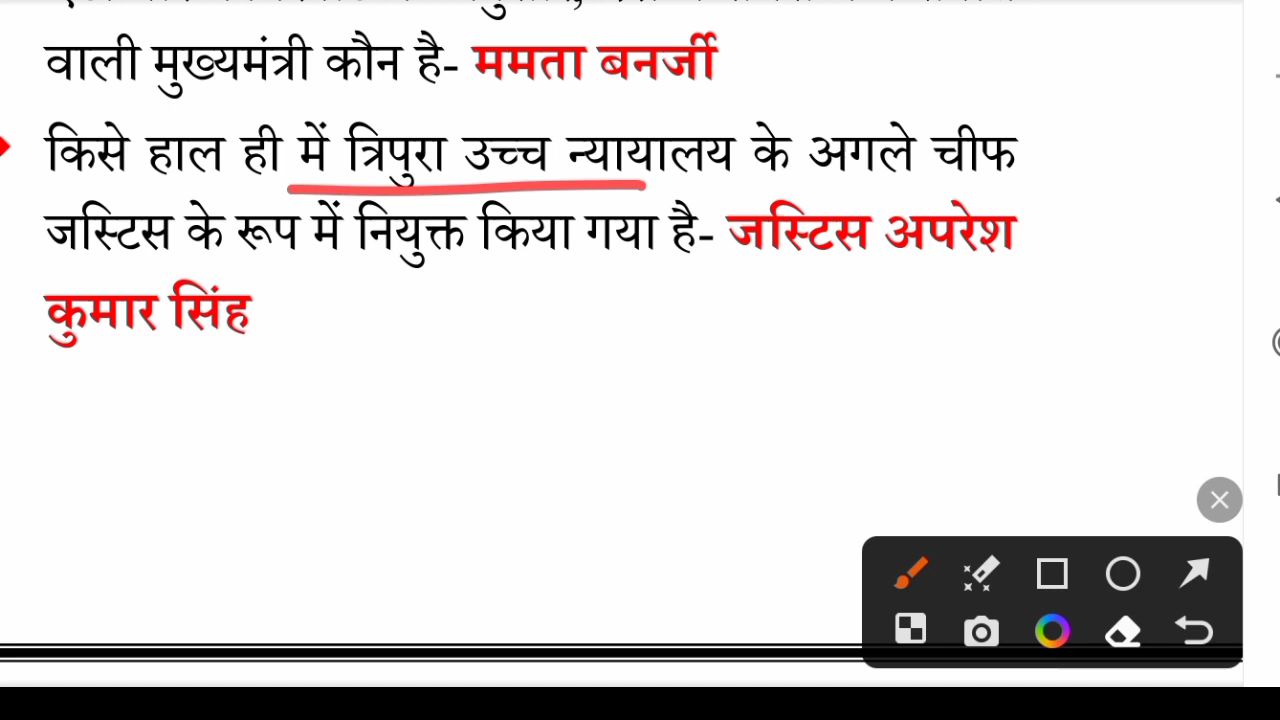 वाली मुख्यमंत्री कौन है- ममता बनर्जी
किसे हाल ही में त्रिपुरा उच्च न्यायालय के अगले चीफ
जस्टिस के रूप में नियुक्त किया गया है- जस्टिस अपरेश
कुमार सिंह